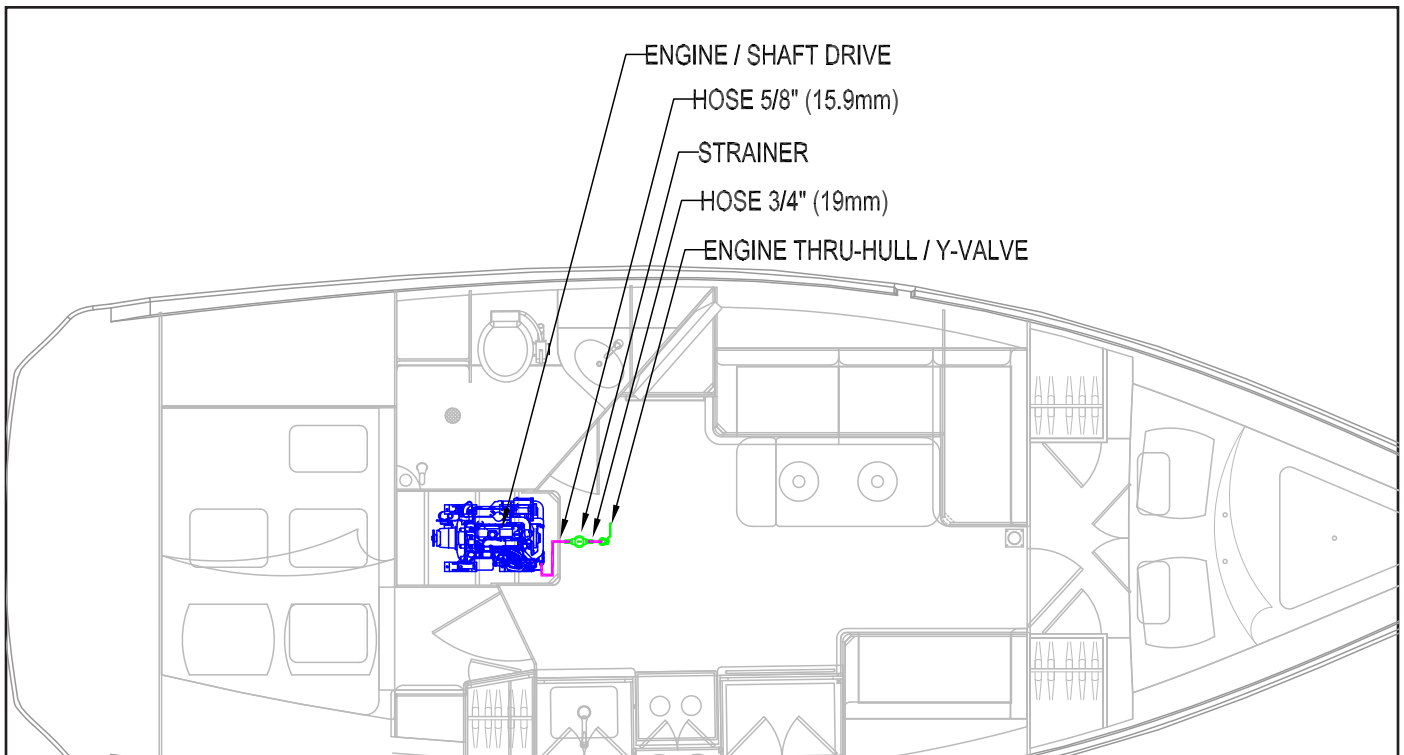 ENGINE / SHAFT DRIVE
HOSE 5/8" (15.9mm)
STRAINER
HOSE 3/4" (19mm)
ENGINE THRU-HULL / Y-VALVE